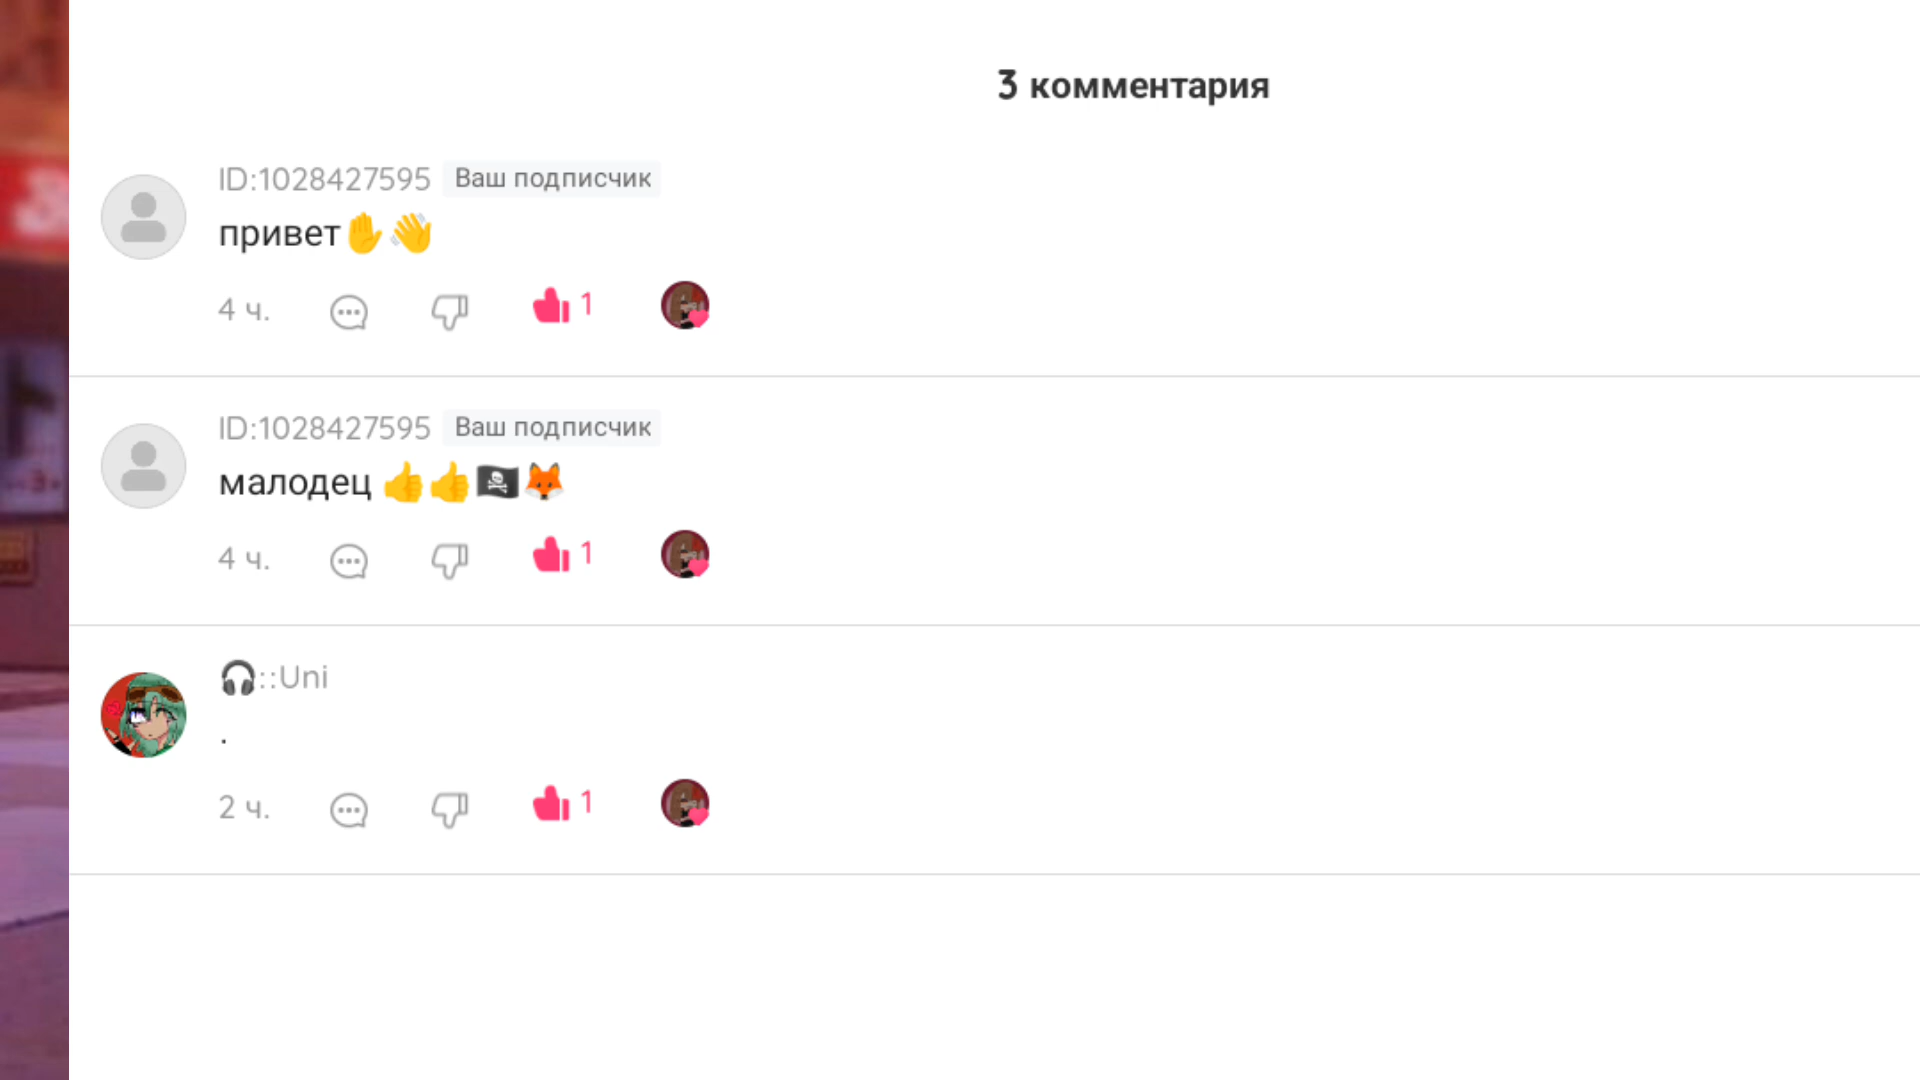 3 комментария
ID:1028427595 Ваш подписчик
привет✋👋
4 ч. 1
ID:1028427595 Ваш подписчик
малодец 👍👍🏴‍☠️🦊
4 ч. 1
🎧::Uni
.
2 ч. 1